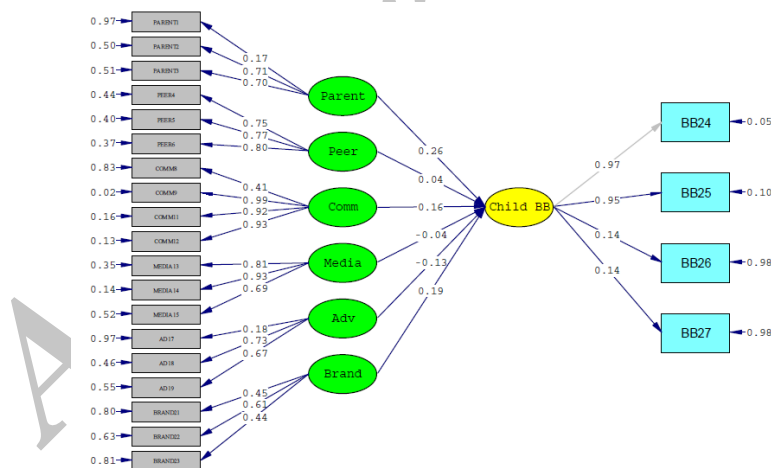 0.97
PARENT1
0.50
PARENT2
0.51
PARENT3
0.44
PEER4
0.40
PEER5
0.37
PEER6
0.83
COMM8
0.02
COMM9
0.16
COMM11
0.13
COMM12
0.35
MEDIA13
0.14
MEDIA14
0.52
MEDIA15
0.97
AD17
0.46
AD18
0.55
AD19
0.80
BRAND21
0.63
BRAND22
0.81
BRAND23
0.17
0.71
0.70
0.75
0.77
0.80
0.41
0.99
0.92
0.93
0.81
0.93
0.69
0.18
0.73
0.67
0.45
0.61
0.44
Parent
Peer
Comm
Media
Adv
Brand
0.26
0.04
0.16
-0.04
-0.13
0.19
Child BB
0.97
0.95
0.14
0.14
BB24
0.05
BB25
0.10
BB26
0.98
BB27
0.98
A